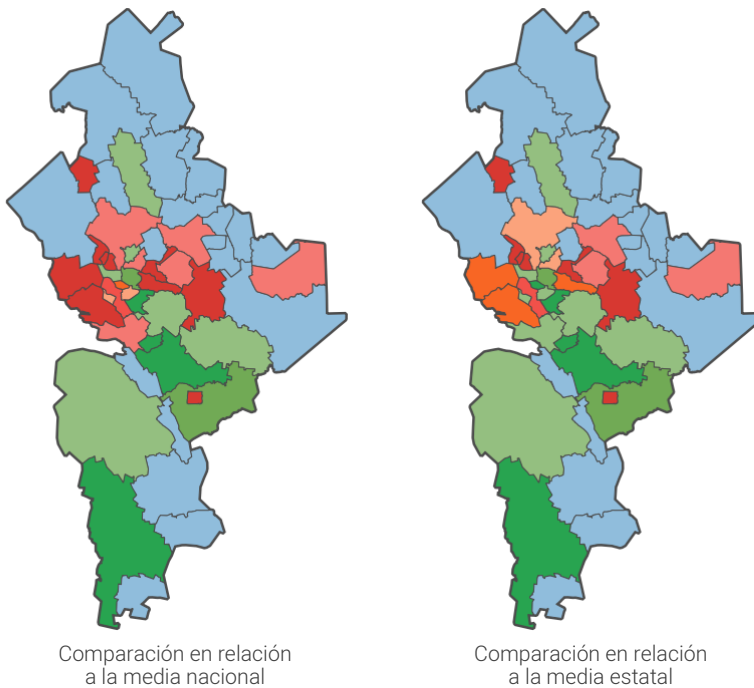 Comparación en relación
a la media nacional
Comparación en relación
a la media estatal